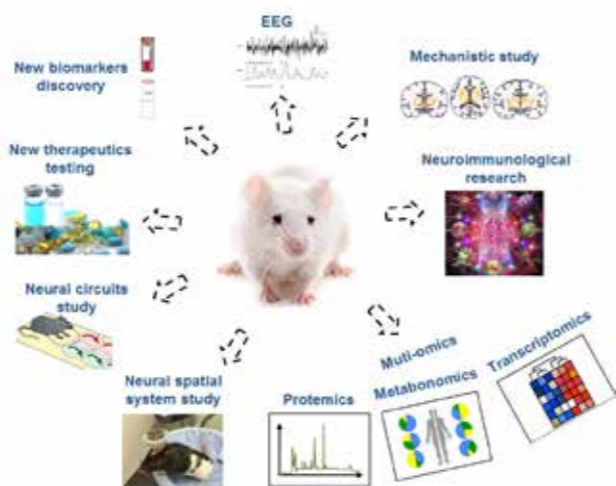 EEG
New biomarkers
discovery
Mechanistic study
New therapeutics
testing
Neuroimmunological
research
Neural circuits
study
Neural spatial
system study
Protemics
Muti-omics
Metabonomics
Transcriptomics